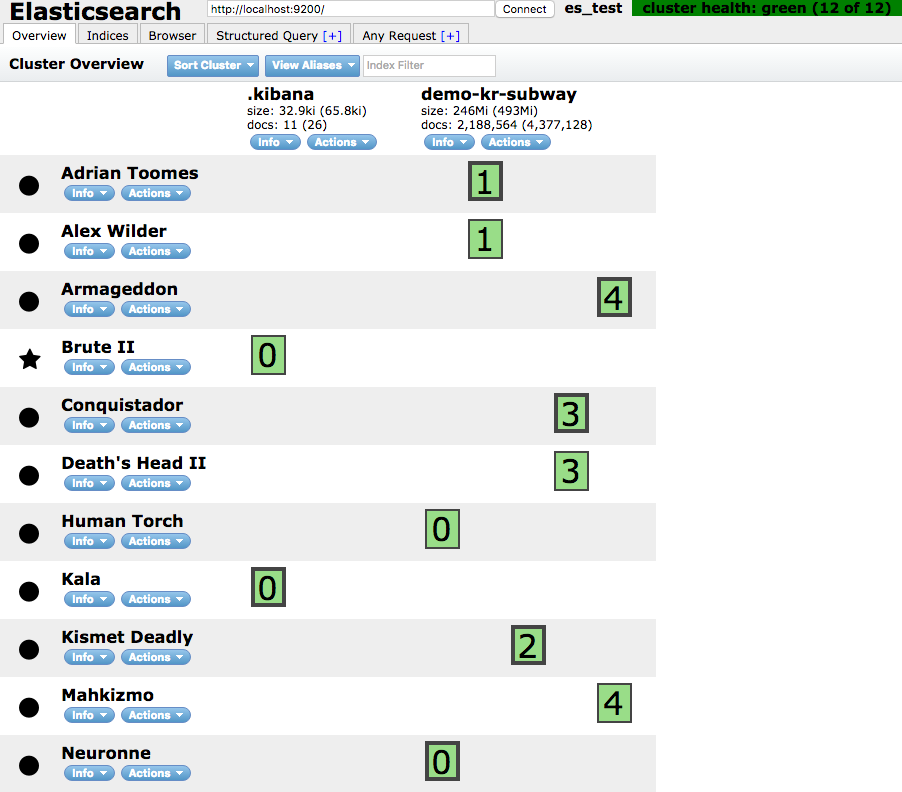 Elasticsearch http://localhost:9200/ Connect es_test cluster health: green (12 of 12)
Overview Indices Browser Structured Query [+] Any Request [+]
Cluster Overview Sort Cluster View Aliases Index Filter
.kibana demo-kr-subway
size: 32.9ki (65.8ki) size: 246Mi (493Mi)
docs: 11 (26) docs: 2,188,564 (4,377,128)
Info Actions Info Actions
Adrian Toomes 1
Info Actions
Alex Wilder 1
Info Actions
Armageddon 4
Info Actions
Brute II 0
Info Actions
Conquistador 3
Info Actions
Death's Head II 3
Info Actions
Human Torch 0
Info Actions
Kala 0
Info Actions
Kismet Deadly 2
Info Actions
Mahkizmo 4
Info Actions
Neuronne 0
Info Actions